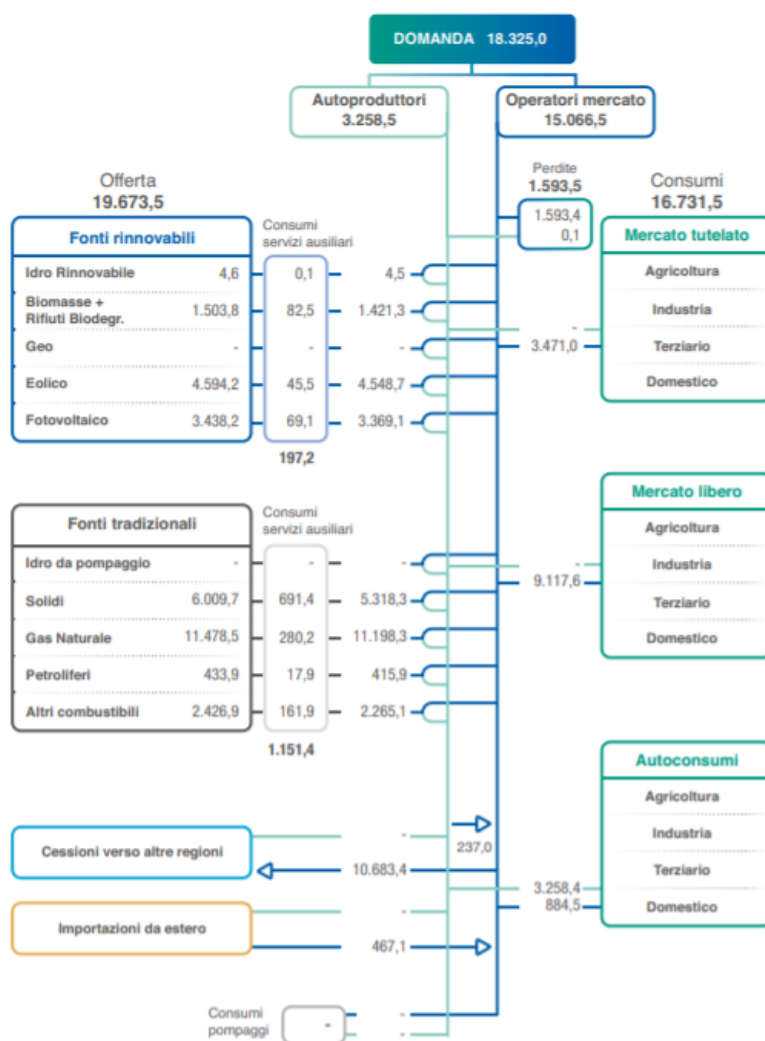 DOMANDA 18.325,0
Autoproduttori
3.258,5
Operatori mercato
15.066,5
Offerta
19.673,5
Perdite
1.593,5
1.593,4
0,1
Consumi
16.731,5
Fonti rinnovabili
Consumi
servizi ausiliari
Idro Rinnovabile 4,6 0,1 4,5
Biomasse +
Rifiuti Biodegr. 1.503,8 82,5 1.421,3
Geo - - -
Eolico 4.594,2 45,5 4.548,7
Fotovoltaico 3.438,2 69,1 3.369,1
197,2
Mercato tutelato
Agricoltura
Industria
-
3.471,0 Terziario
Domestico
Fonti tradizionali
Consumi
servizi ausiliari
Idro da pompaggio - - -
Solidi 6.009,7 691,4 5.318,3
Gas Naturale 11.478,5 280,2 11.198,3
Petroliferi 433,9 17,9 415,9
Altri combustibili 2.426,9 161,9 2.265,1
1.151,4
Mercato libero
Agricoltura
- Industria
9.117,6
Terziario
Domestico
Autoconsumi
Agricoltura
Industria
Terziario
3.258,4
884,5 Domestico
Cessioni verso altre regioni
-
10.683,4
237,0
Importazioni da estero
-
467,1
Consumi
pompaggi
-
-
-